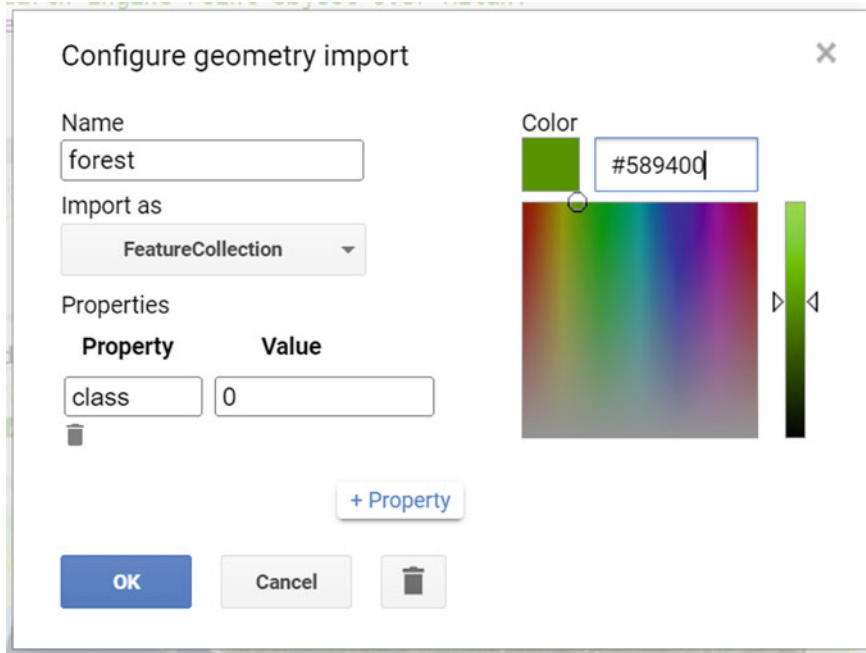 Configure geometry import
×
Name
forest
Import as
FeatureCollection
Properties
Property Value
class 0
+ Property
OK Cancel
Color
#589400